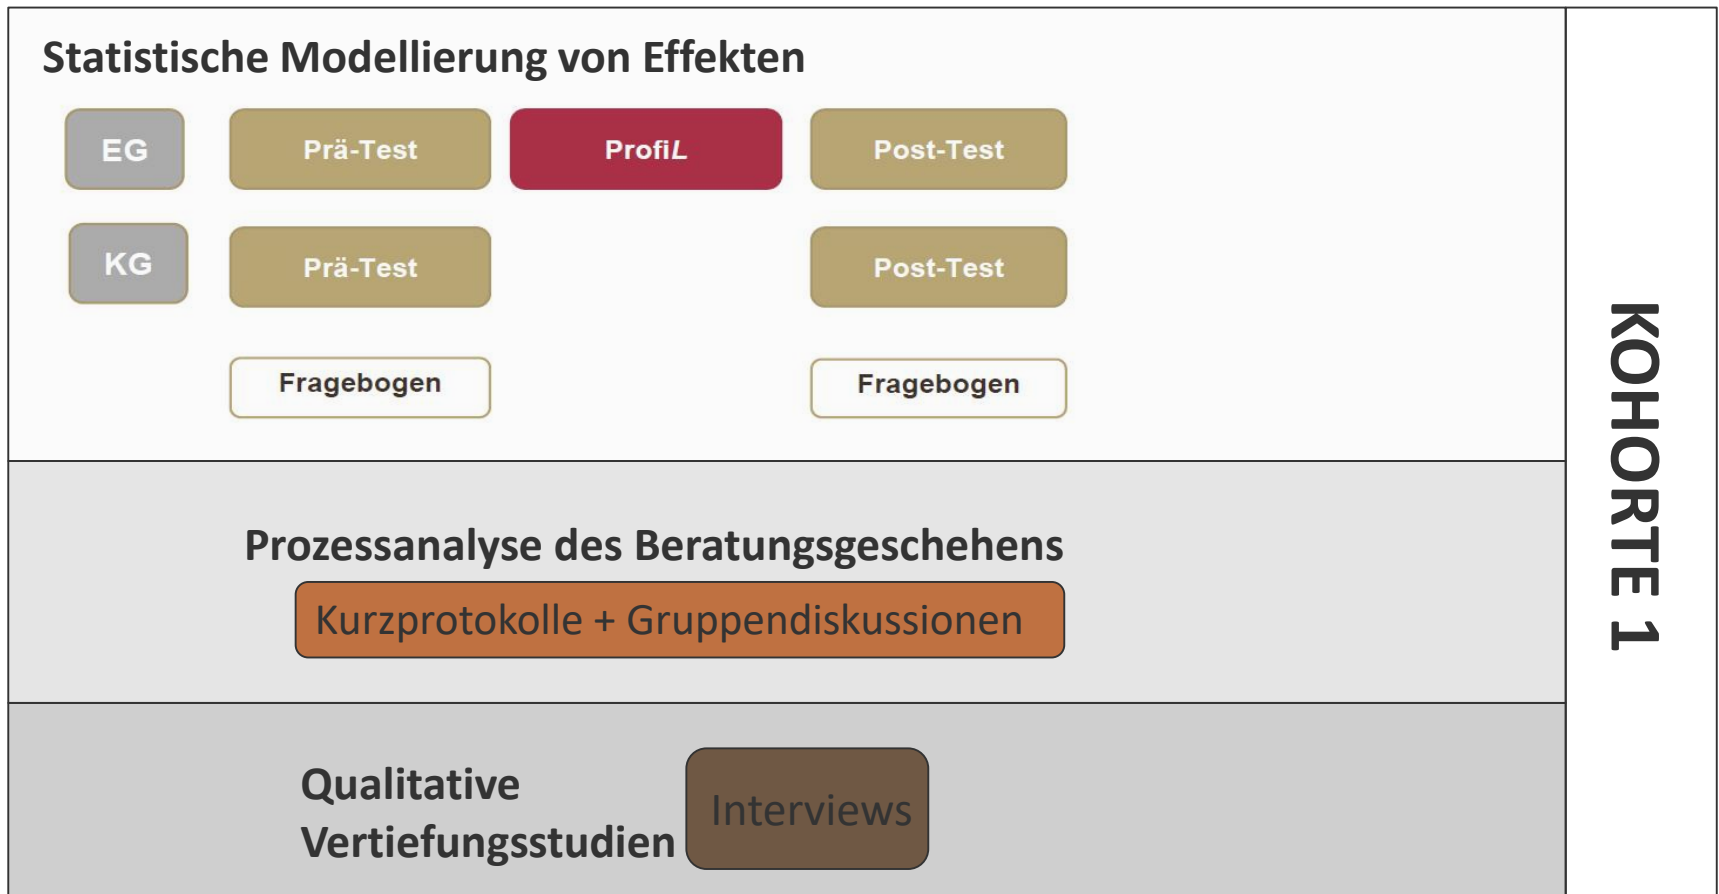 Statistische Modellierung von Effekten
EG
Prä-Test
ProfiL
Post-Test
KG
Prä-Test
Post-Test
Fragebogen
Fragebogen
Prozessanalyse des Beratungsgeschehens
Kurzprotokolle + Gruppendiskussionen
Qualitative
Vertiefungsstudien
Interviews
KOHORTE 1